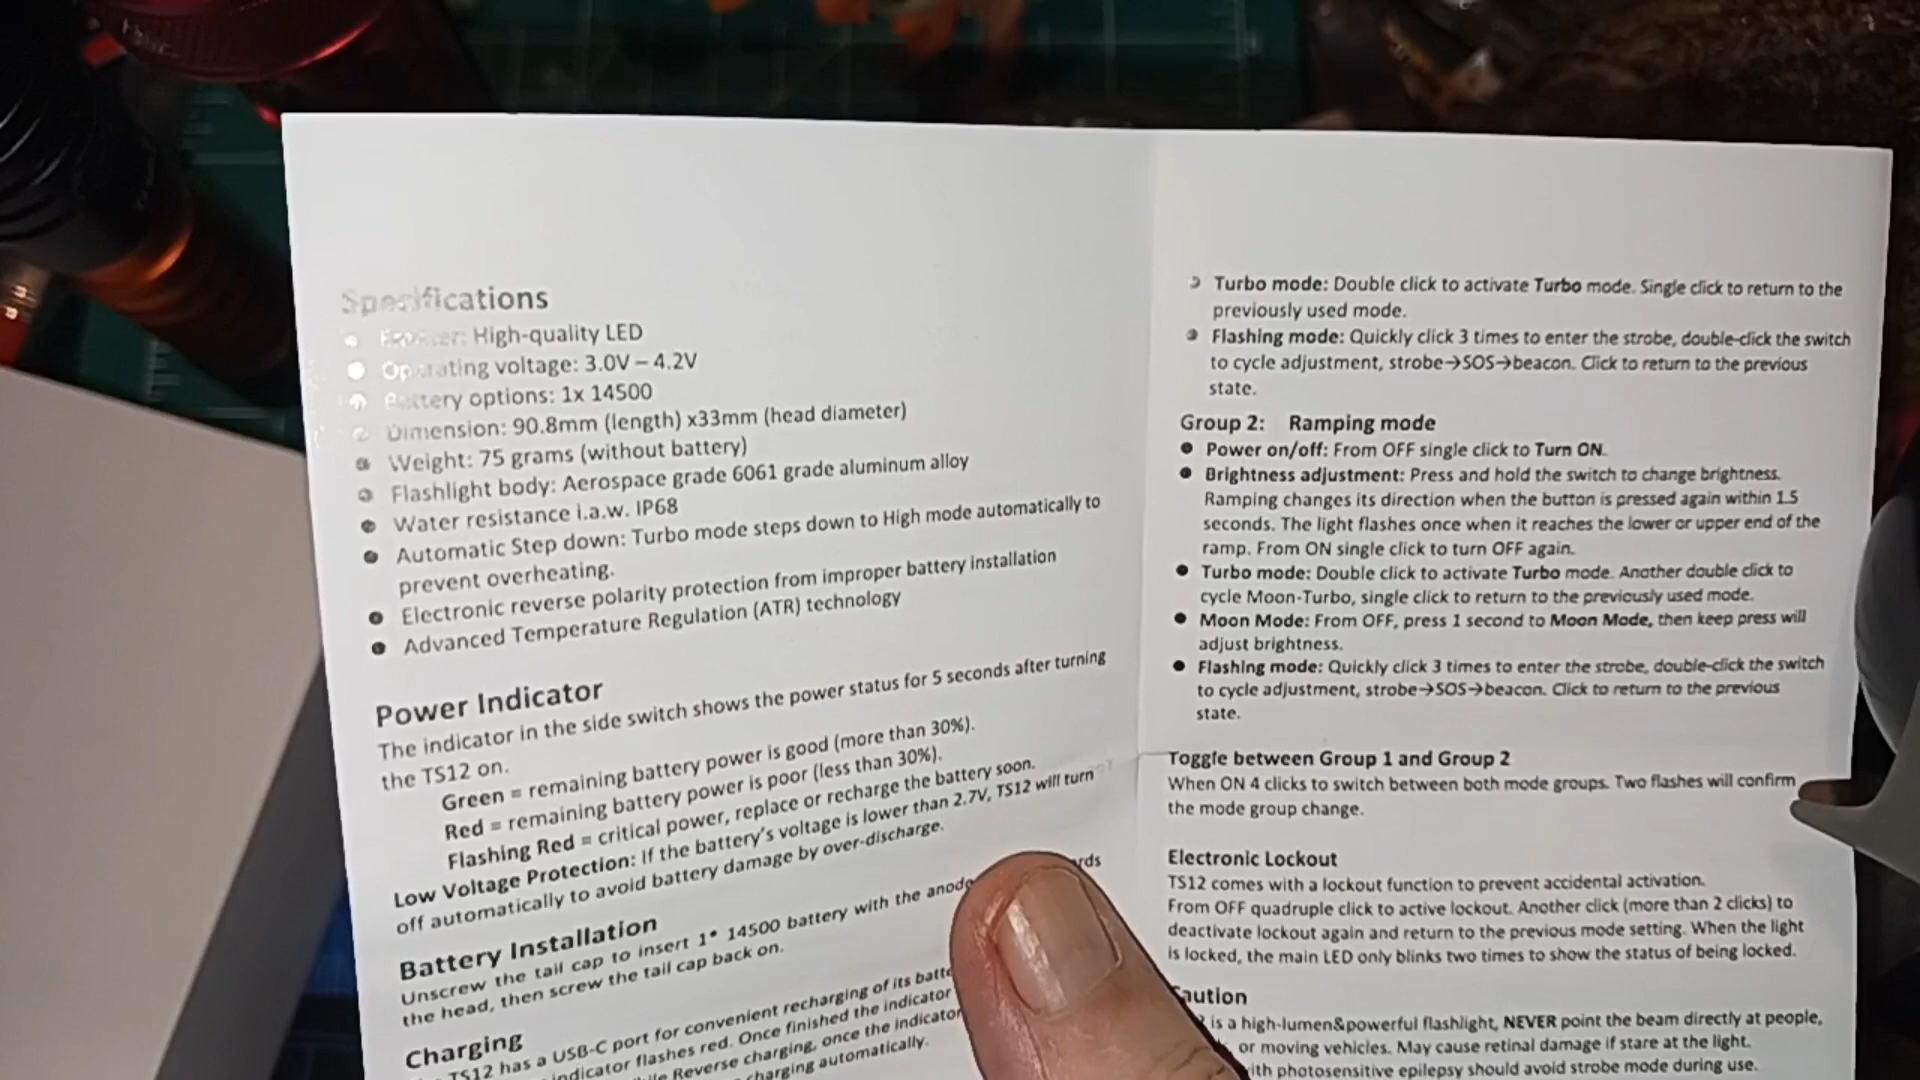 Specifications
High-quality LED
Operating voltage: 3.0V – 4.2V
Battery options: 1x 14500
Dimension: 90.8mm (length) x33mm (head diameter)
Weight: 75 grams (without battery)
Flashlight body: Aerospace grade 6061 grade aluminum alloy
Water resistance i.a.w. IP68
Automatic Step down: Turbo mode steps down to High mode automatically to
prevent overheating.
Electronic reverse polarity protection from improper battery installation
Advanced Temperature Regulation (ATR) technology
Power Indicator
The indicator in the side switch shows the power status for 5 seconds after turning
the TS12 on.
Green = remaining battery power is good (more than 30%).
Red = remaining battery power is poor (less than 30%).
Flashing Red = critical power, replace or recharge the battery soon.
Low Voltage Protection: If the battery's voltage is lower than 2.7V, TS12 will turn
off automatically to avoid battery damage by over-discharge.
Battery Installation
Unscrew the tail cap to insert 1* 14500 battery with the anode
the head, then screw the tail cap back on.
Charging
TS12 has a USB-C port for convenient recharging of its
indicator flashes red. Once finished the indicator
Reverse charging, once the indicator
charging automatically.
Turbo mode: Double click to activate Turbo mode. Single click to return to the
previously used mode.
Flashing mode: Quickly click 3 times to enter the strobe, double-click the switch
to cycle adjustment, strobe→SOS→beacon. Click to return to the previous
state.
Group 2: Ramping mode
Power on/off: From OFF single click to Turn ON.
Brightness adjustment: Press and hold the switch to change brightness.
Ramping changes its direction when the button is pressed again within 1.5
seconds. The light flashes once when it reaches the lower or upper end of the
ramp. From ON single click to turn OFF again.
Turbo mode: Double click to activate Turbo mode. Another double click to
cycle Moon-Turbo, single click to return to the previously used mode.
Moon Mode: From OFF, press 1 second to Moon Mode, then keep press will
adjust brightness.
Flashing mode: Quickly click 3 times to enter the strobe, double-click the switch
to cycle adjustment, strobe→SOS→beacon. Click to return to the previous
state.
Toggle between Group 1 and Group 2
When ON 4 clicks to switch between both mode groups. Two flashes will confirm
the mode group change.
Electronic Lockout
TS12 comes with a lockout function to prevent accidental activation.
From OFF quadruple click to active lockout. Another click (more than 2 clicks) to
deactivate lockout again and return to the previous mode setting. When the light
is locked, the main LED only blinks two times to show the status of being locked.
Caution
is a high-lumen&powerful flashlight, NEVER point the beam directly at people,
or moving vehicles. May cause retinal damage if stare at the light.
with photosensitive epilepsy should avoid strobe mode during use.